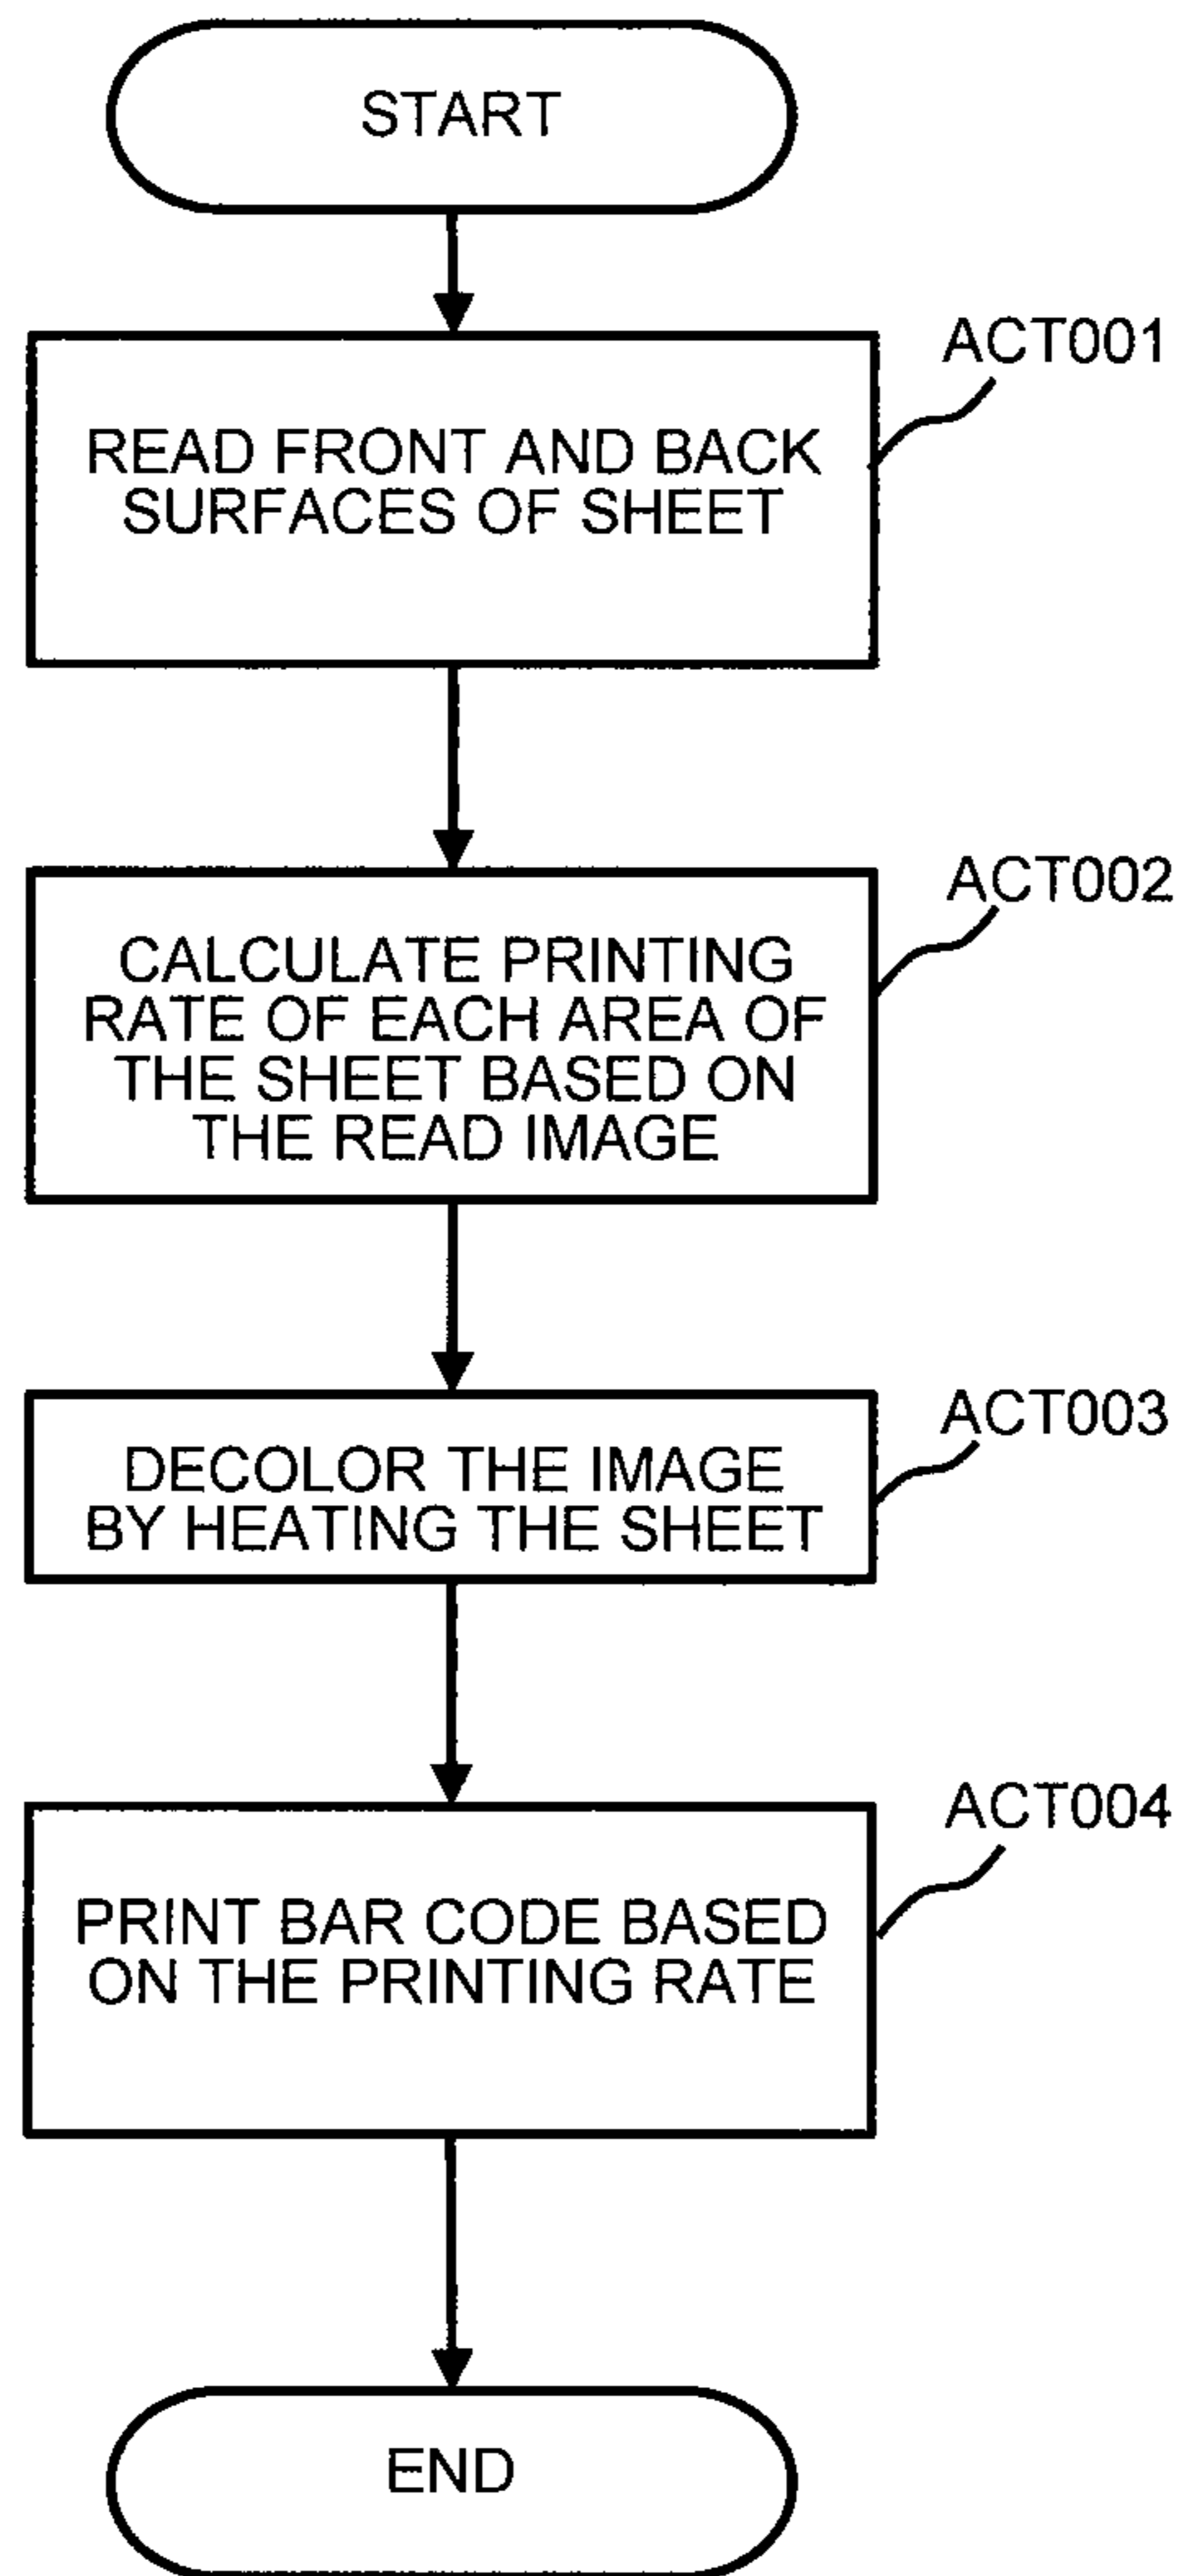 START
ACT001
READ FRONT AND BACK
SURFACES OF SHEET
ACT002
CALCULATE PRINTING
RATE OF EACH AREA OF
THE SHEET BASED ON
THE READ IMAGE
ACT003
DECOLOR THE IMAGE
BY HEATING THE SHEET
ACT004
PRINT BAR CODE BASED
ON THE PRINTING RATE
END